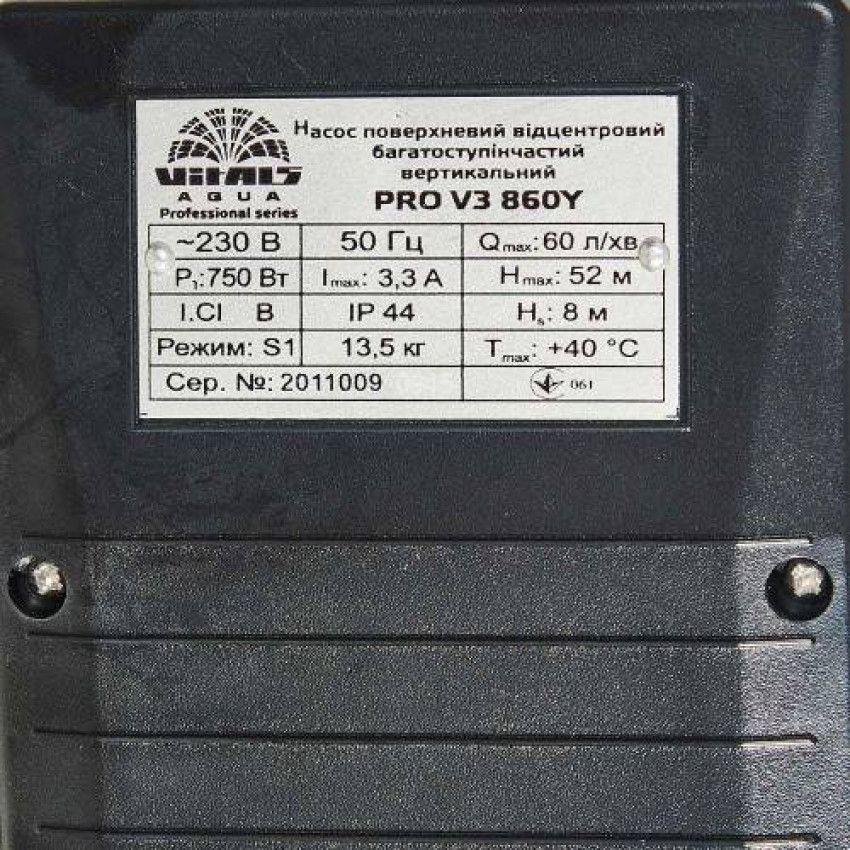 Насос поверхневий відцентровий
багатоступінчастий
вертикальний
PRO V3 860Y
Vitals
AQUA
Professional series
~230 В 50 Гц Qmax: 60 л/хв
P₁:750 Вт Imax: 3,3 А Hmax: 52 м
I.CI В IP 44 Hs: 8 м
Режим: S1 13,5 кг Tmax: +40 °C
Сер. №: 2011009 061